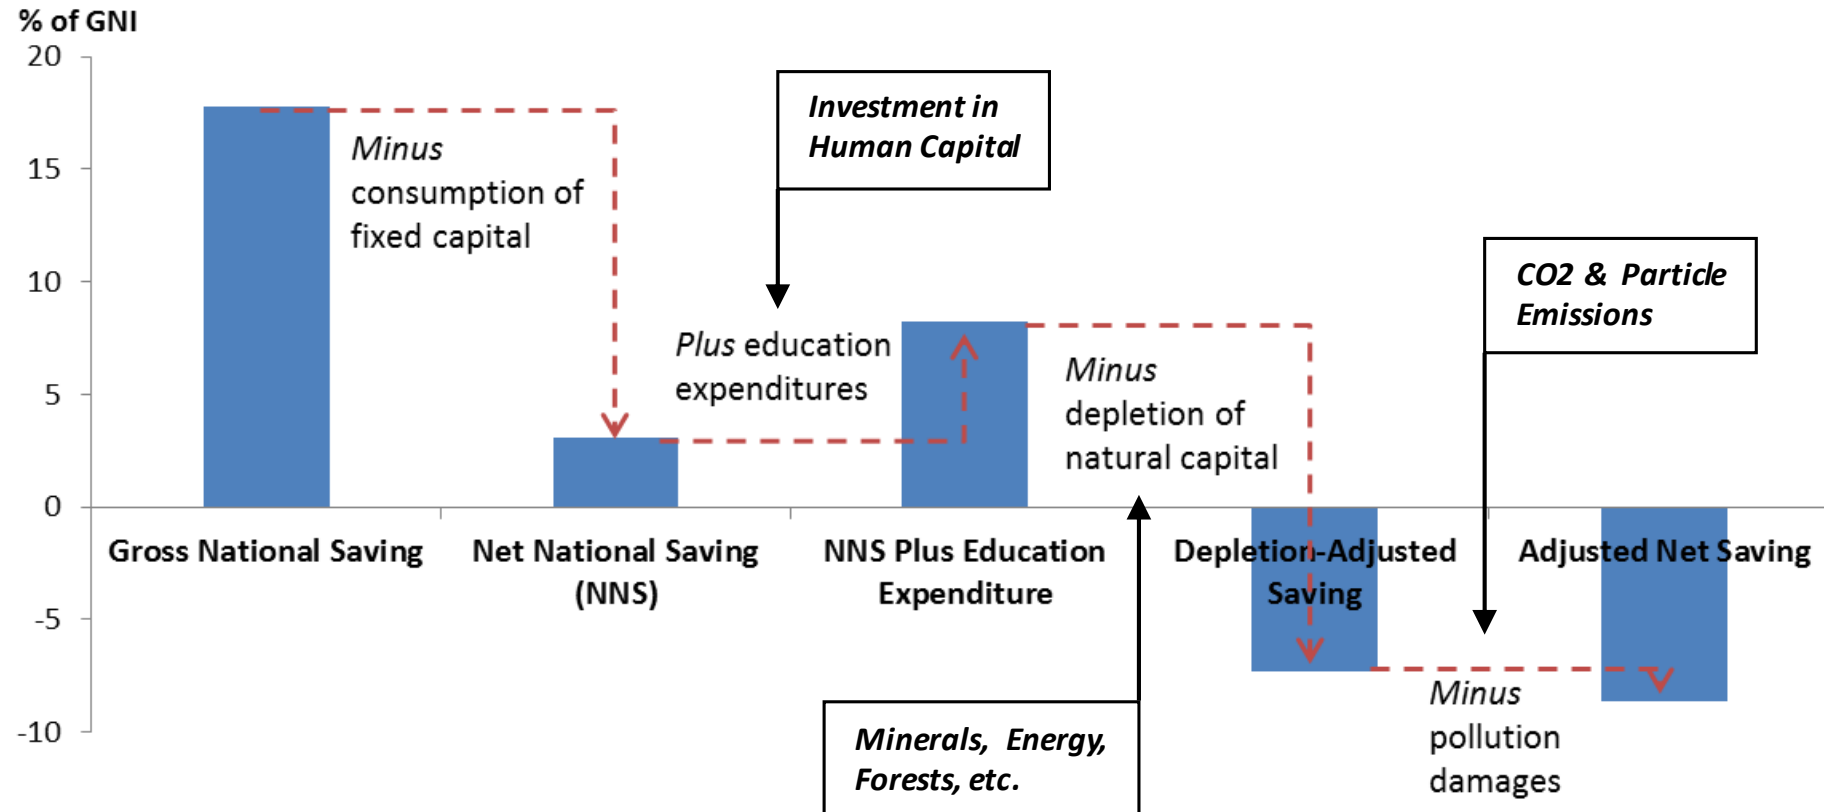 % of GNI
20
15
10
5
0
-5
-10
Minus
consumption of
fixed capital
Investment in
Human Capital
Plus education
expenditures
Minus
depletion of
natural capital
CO2 & Particle
Emissions
Gross National Saving
Net National Saving
(NNS)
NNS Plus Education
Expenditure
Depletion-Adjusted
Saving
Adjusted Net Saving
Minerals, Energy,
Forests, etc.
Minus
pollution
damages